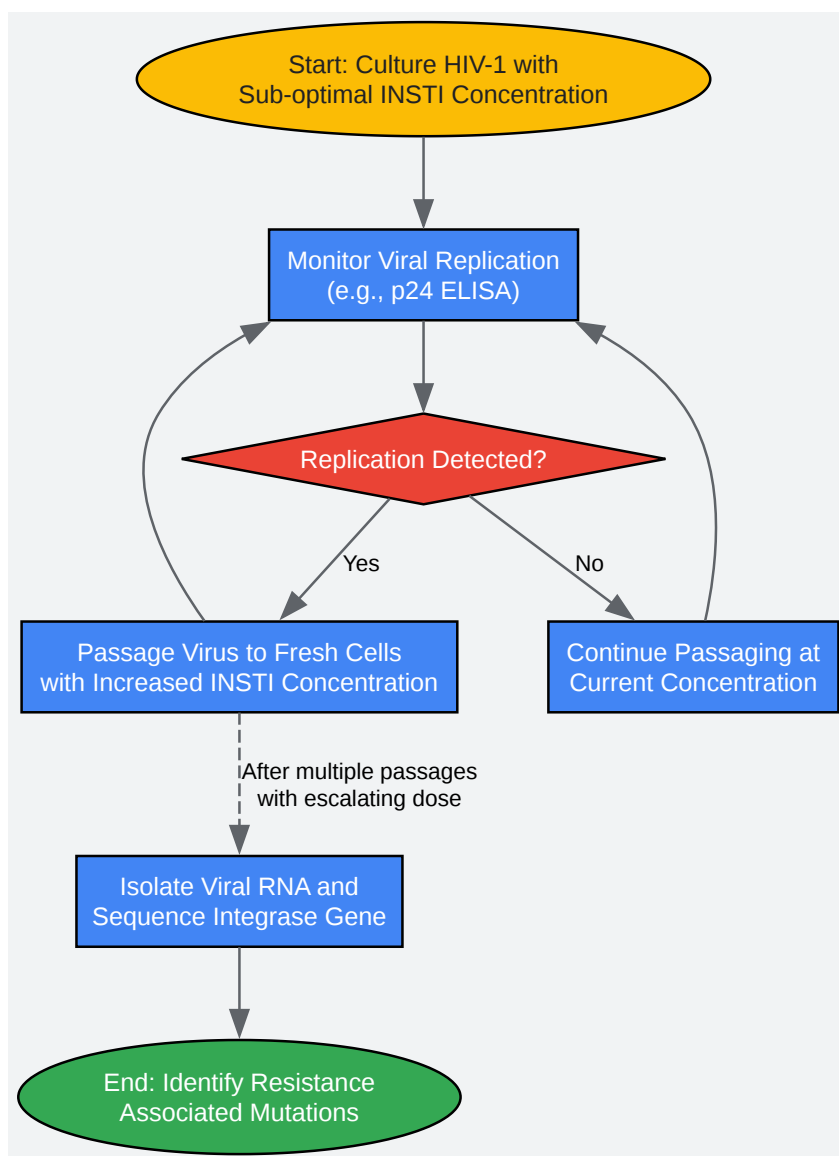 Start: Culture HIV-1 with
Sub-optimal INSTI Concentration
Monitor Viral Replication
(e.g., p24 ELISA)
Replication Detected?
Yes
No
Passage Virus to Fresh Cells
with Increased INSTI Concentration
Continue Passaging at
Current Concentration
After multiple passages
with escalating dose
Isolate Viral RNA and
Sequence Integrase Gene
End: Identify Resistance
Associated Mutations